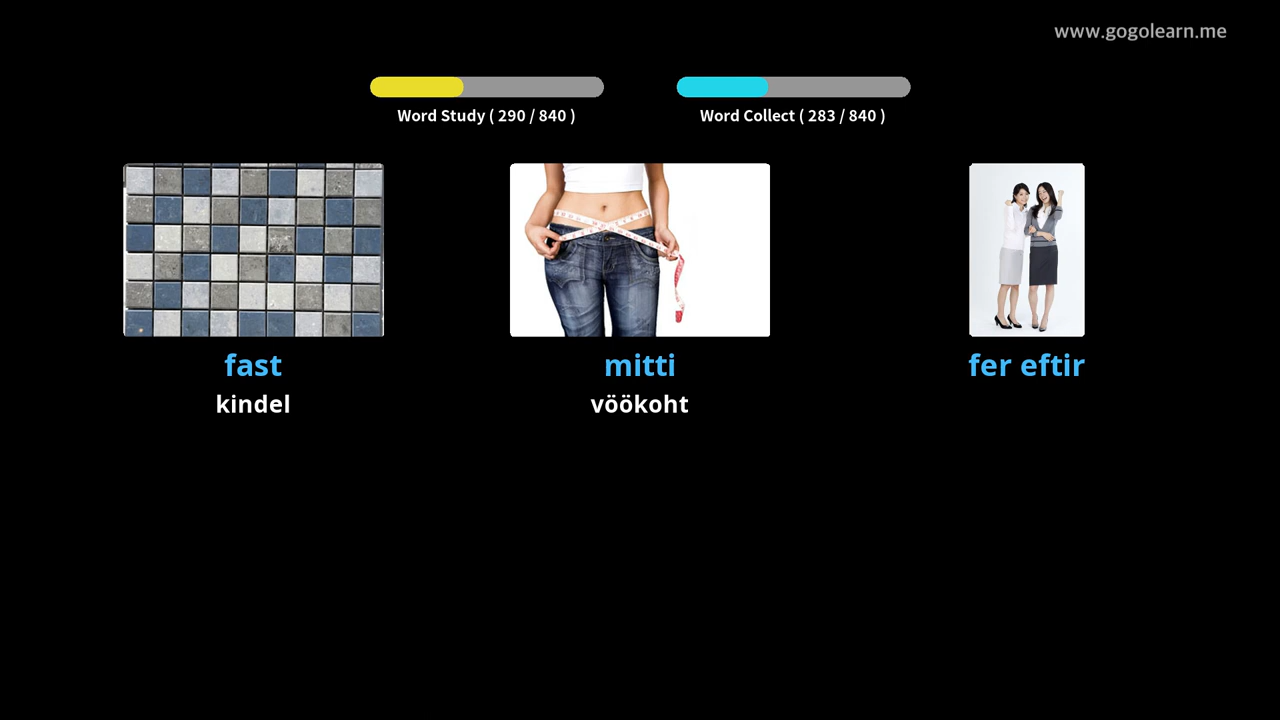 www.gogolearn.me
Word Study ( 290 / 840 )
Word Collect ( 283 / 840 )
fast
mitti
fer eftir
kindel
vöökoht